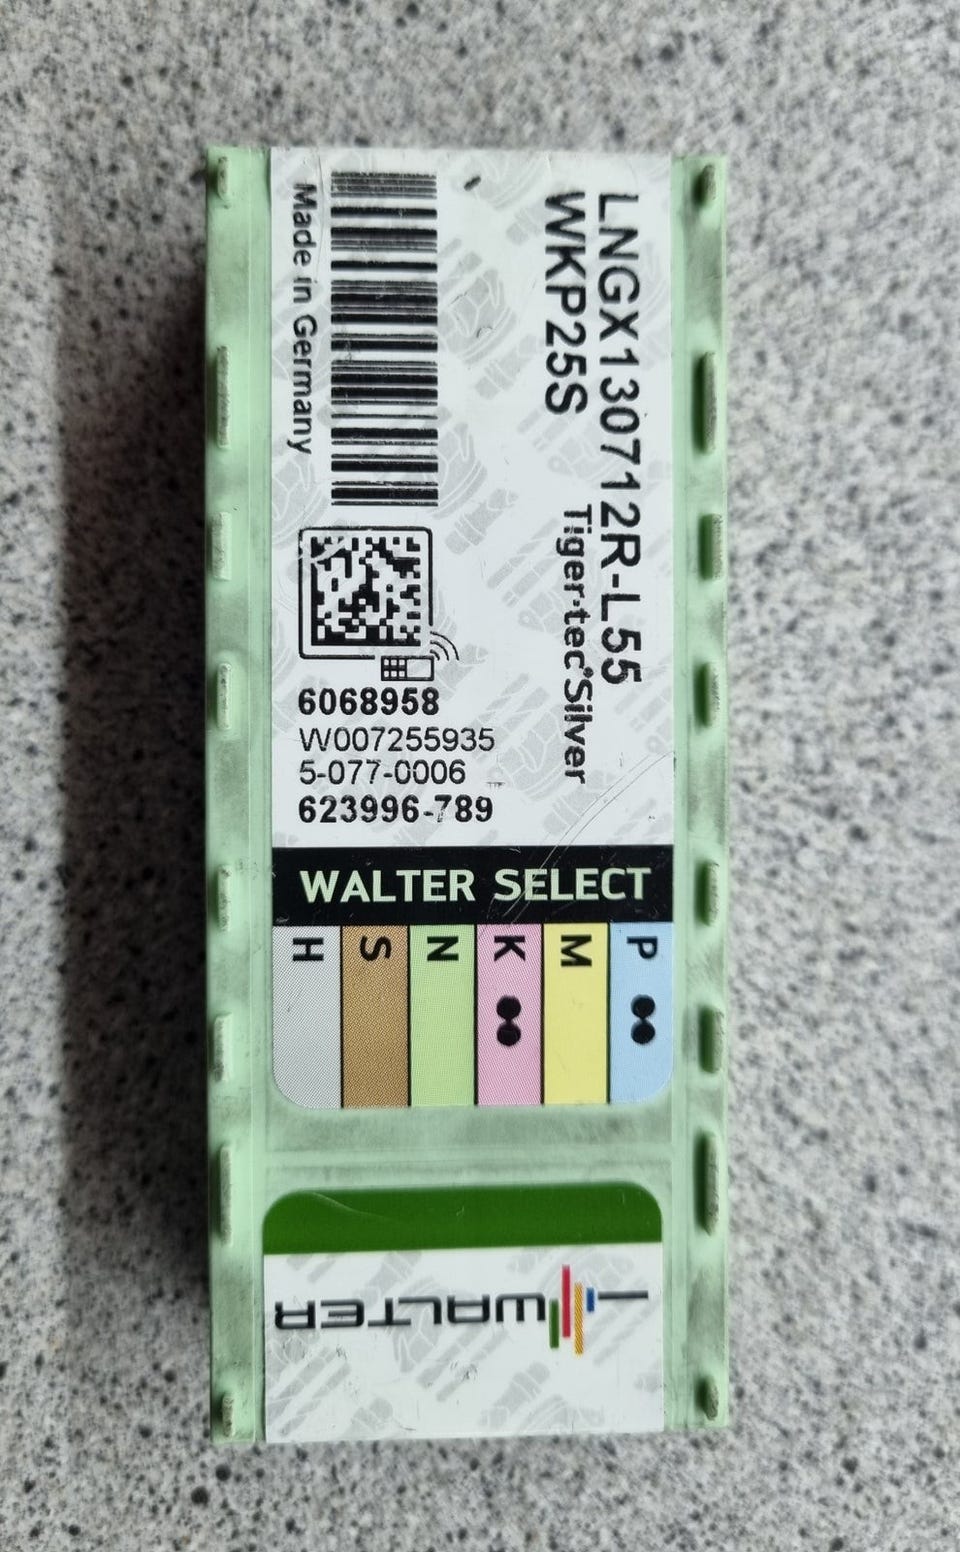 LNGX130712R-L55
WKP25S
Tiger·tec®Silver
Made in Germany
6068958
W007255935
5-077-0006
623996-789
WALTER SELECT
P
M
K
N
S
H
WALTER